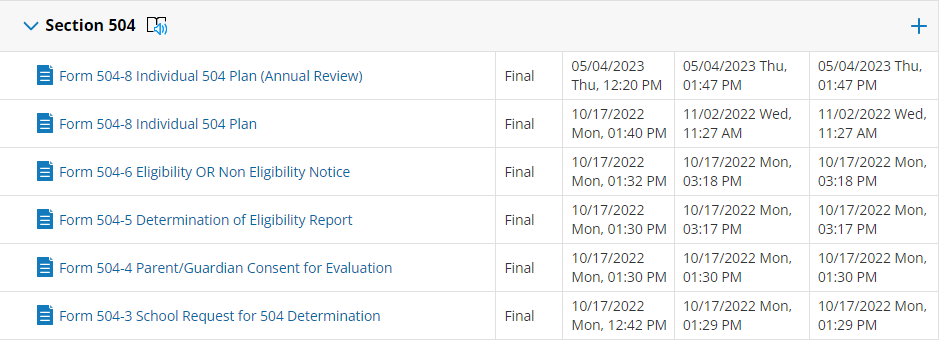 Section 504
Form 504-8 Individual 504 Plan (Annual Review) Final 05/04/2023 Thu, 12:20 PM 05/04/2023 Thu, 01:47 PM 05/04/2023 Thu, 01:47 PM
Form 504-8 Individual 504 Plan Final 10/17/2022 Mon, 01:40 PM 11/02/2022 Wed, 11:27 AM 11/02/2022 Wed, 11:27 AM
Form 504-6 Eligibility OR Non Eligibility Notice Final 10/17/2022 Mon, 01:32 PM 10/17/2022 Mon, 03:18 PM 10/17/2022 Mon, 03:18 PM
Form 504-5 Determination of Eligibility Report Final 10/17/2022 Mon, 01:30 PM 10/17/2022 Mon, 03:17 PM 10/17/2022 Mon, 03:17 PM
Form 504-4 Parent/Guardian Consent for Evaluation Final 10/17/2022 Mon, 01:30 PM 10/17/2022 Mon, 01:30 PM 10/17/2022 Mon, 01:30 PM
Form 504-3 School Request for 504 Determination Final 10/17/2022 Mon, 12:42 PM 10/17/2022 Mon, 01:29 PM 10/17/2022 Mon, 01:29 PM